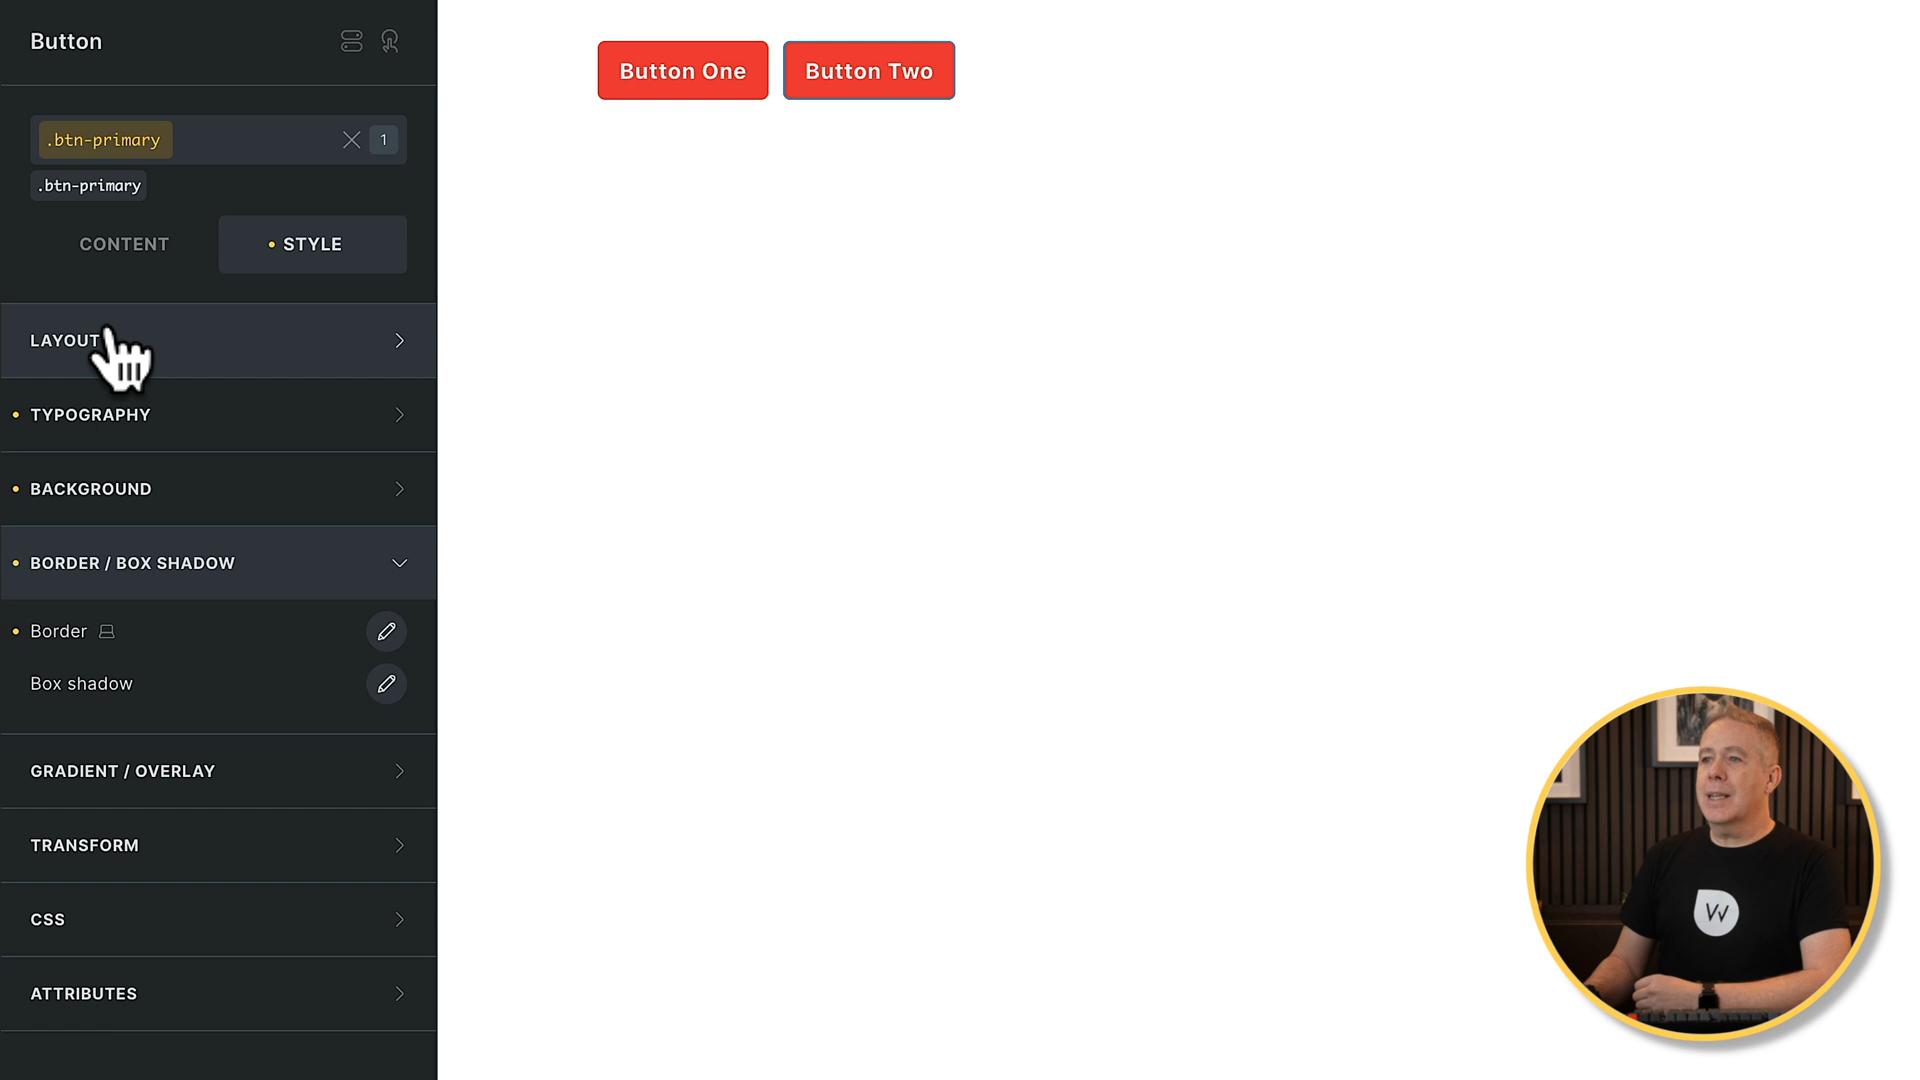 Button
.btn-primary
1
.btn-primary
CONTENT
STYLE
LAYOUT
TYPOGRAPHY
BACKGROUND
BORDER / BOX SHADOW
Border
Box shadow
GRADIENT / OVERLAY
TRANSFORM
CSS
ATTRIBUTES
Button One
Button Two
W